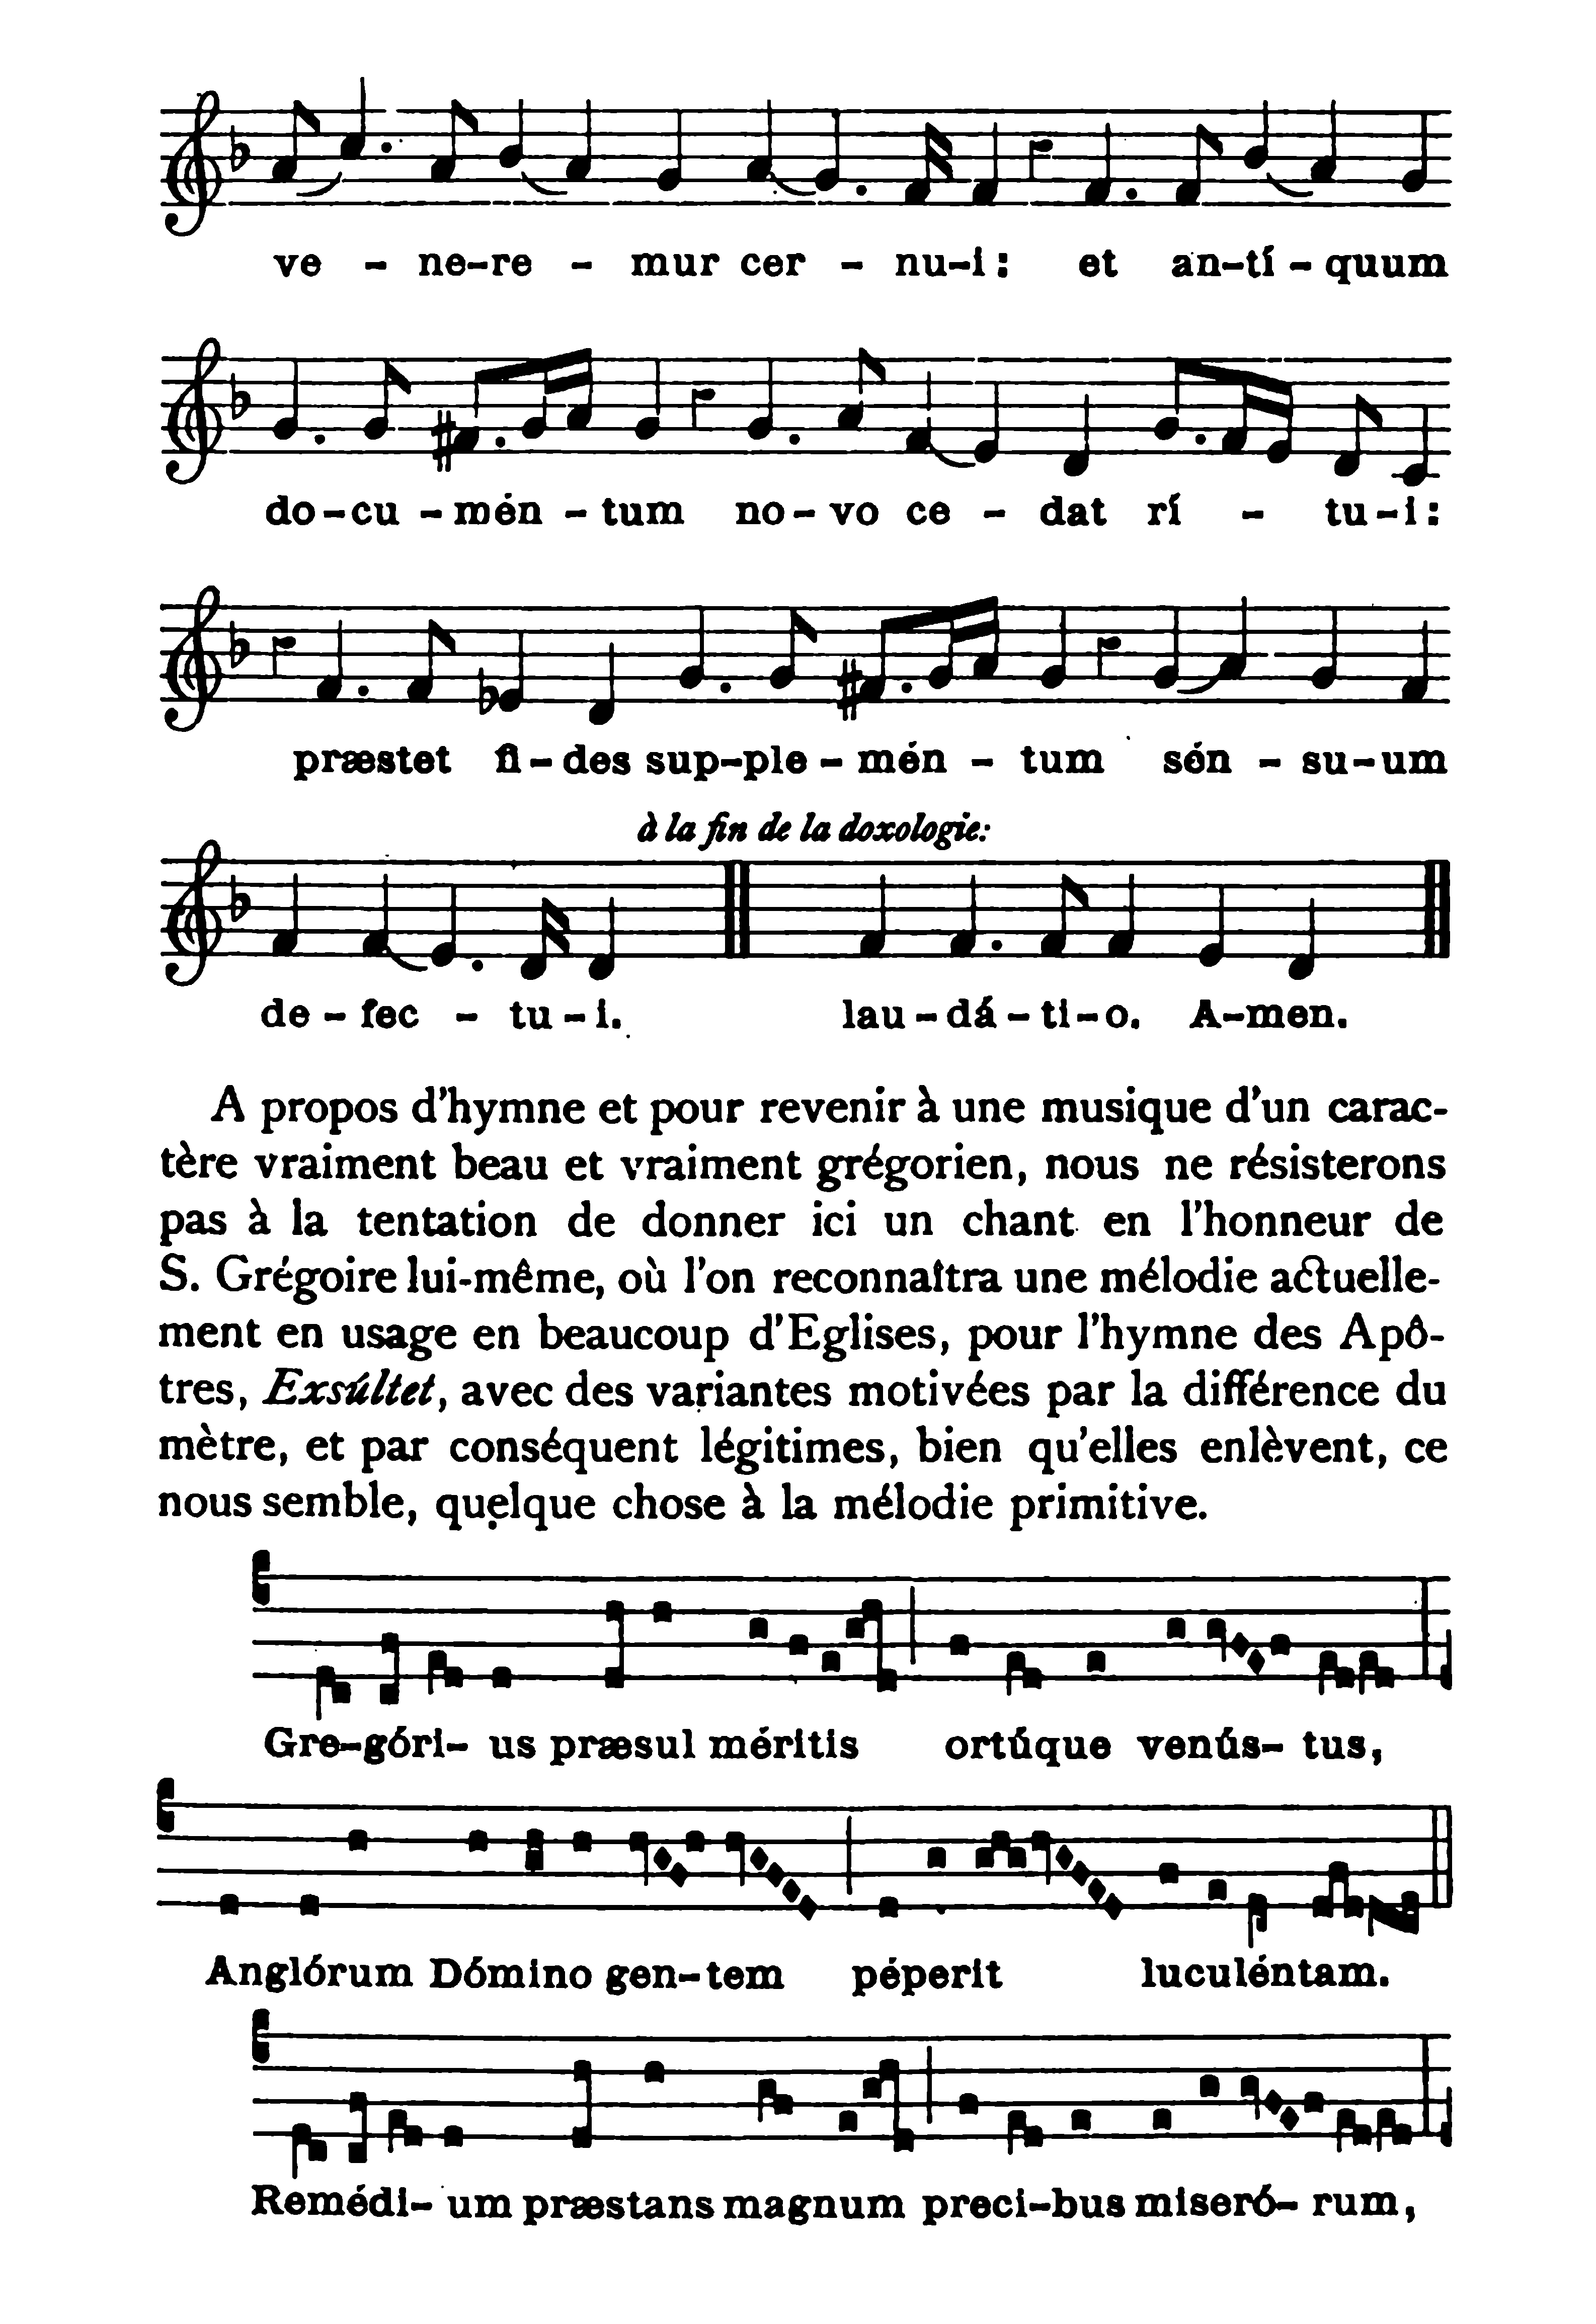 ve - ne-re - mur cer - nu-i: et an-tí-quum
do-cu-mén-tum no-vo ce - dat rí - tu-i:
præstet fi-des sup-ple-mén-tum sén-su-um
à la fin de la doxologie:
de-fec - tu-i. lau-dá-ti-o. A-men.
A propos d'hymne et pour revenir à une musique d'un carac-
tère vraiment beau et vraiment grégorien, nous ne résisterons
pas à la tentation de donner ici un chant en l'honneur de
S. Grégoire lui-même, où l'on reconnaîtra une mélodie actuelle-
ment en usage en beaucoup d'Eglises, pour l'hymne des Apô-
tres, Exsúltet, avec des variantes motivées par la différence du
mètre, et par conséquent légitimes, bien qu'elles enlèvent, ce
nous semble, quelque chose à la mélodie primitive.
Gre-góri- us præsul méritis ortúque venús- tus,
Anglórum Dómino gen-tem péperit luculéntam.
Remédi- um præstans magnum preci-bus miseró- rum,